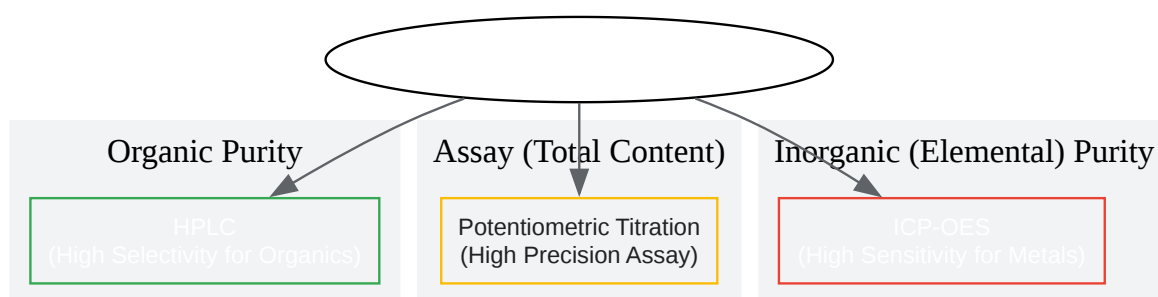 Organic Purity
Assay (Total Content)
Inorganic (Elemental) Purity
HPLC
(High Selectivity for Organics)
Potentiometric Titration
(High Precision Assay)
ICP-OES
(High Sensitivity for Metals)